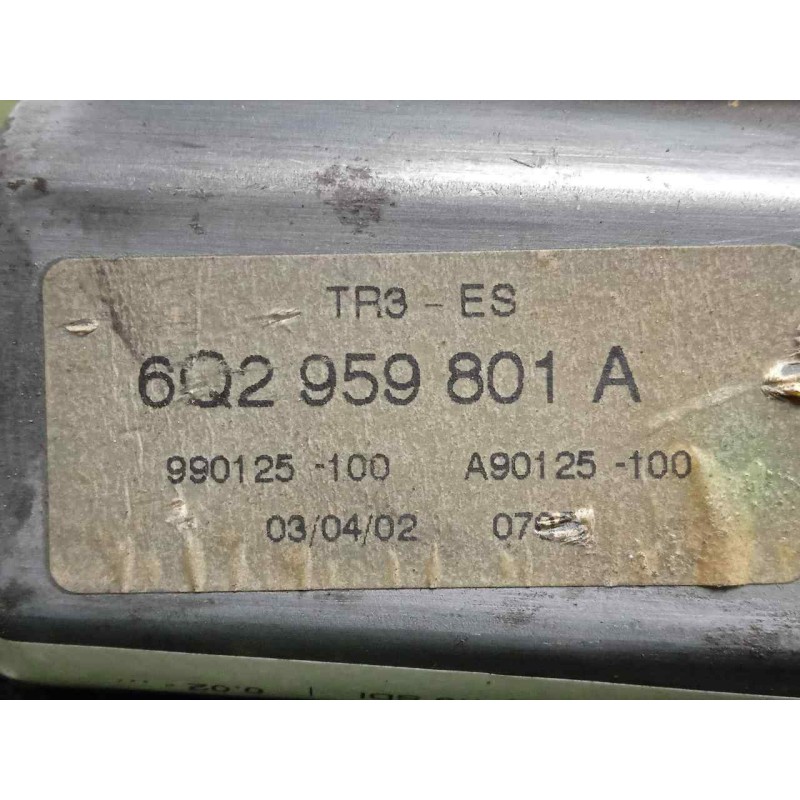 TR3 - ES
6Q2 959 801 A
990125 -100 A90125 -100
03/04/02